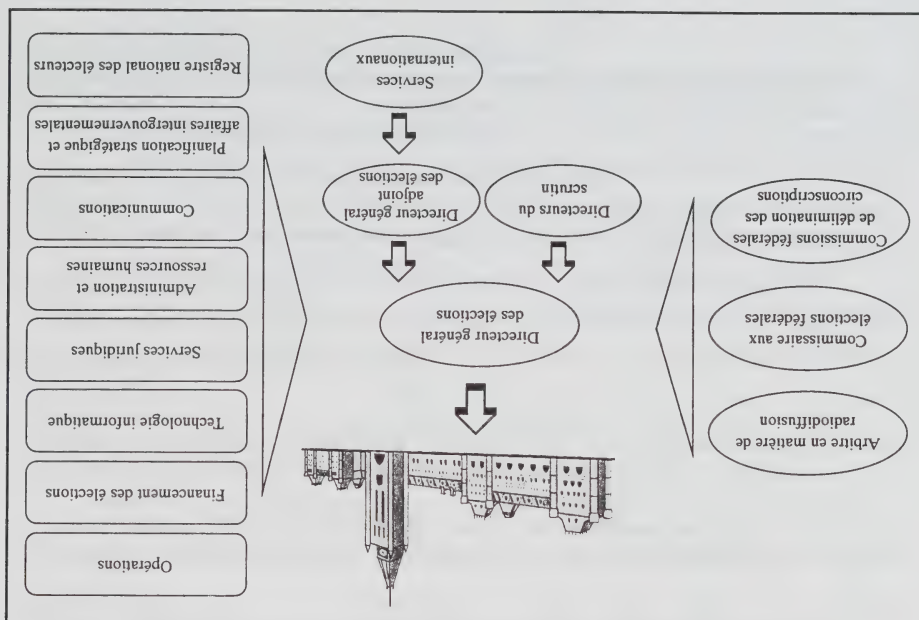 Arbitre en matière de
radiodiffusion
Commissaire aux
élections fédérales
Commissions fédérales
de délimination des
circonscriptions
Directeur général
des élections
Directeurs du
scrutin
Directeur général
adjoint
des élections
Services
internationaux
Opérations
Financement des élections
Technologie informatique
Services juridiques
Administration et
ressources humaines
Communications
Planification stratégique et
affaires intergouvernementales
Registre national des électeurs